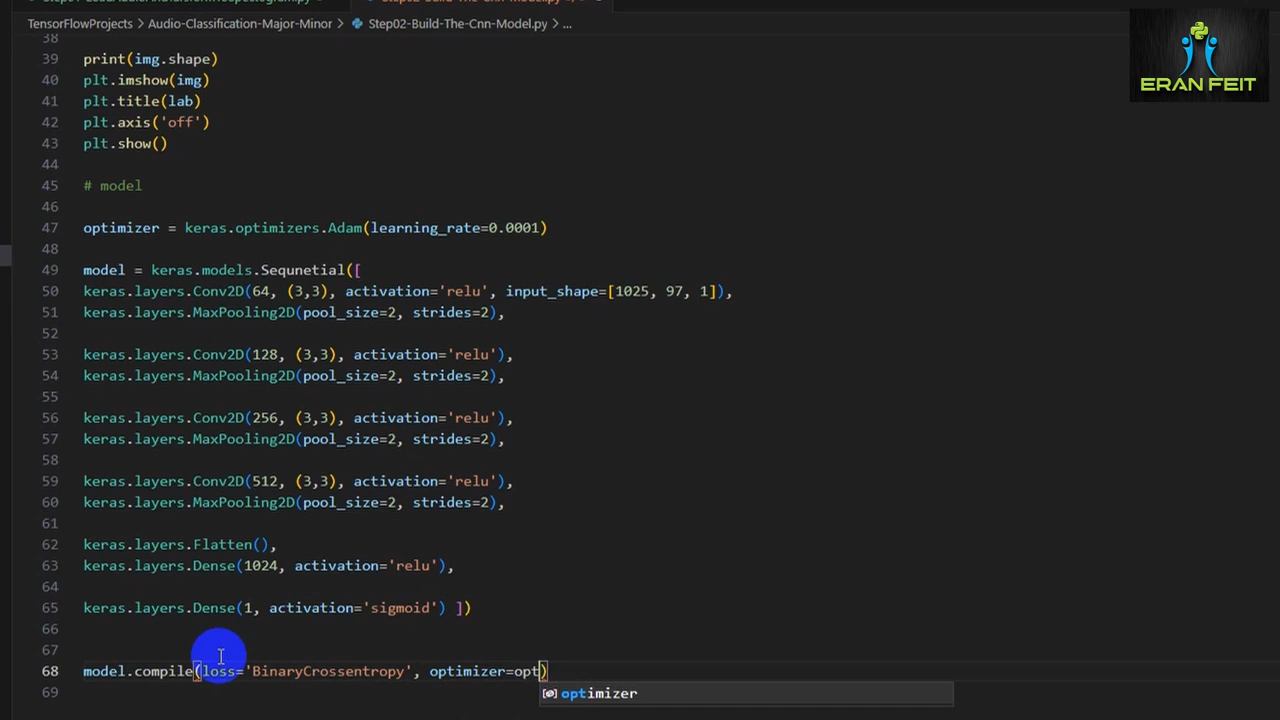 TensorFlowProjects > Audio-Classification-Major-Minor > Step02-Build-The-Cnn-Model.py > ...
ERAN FEIT
38
39 print(img.shape)
40 plt.imshow(img)
41 plt.title(lab)
42 plt.axis('off')
43 plt.show()
44
45 # model
46
47 optimizer = keras.optimizers.Adam(learning_rate=0.0001)
48
49 model = keras.models.Sequnetial([
50 keras.layers.Conv2D(64, (3,3), activation='relu', input_shape=[1025, 97, 1]),
51 keras.layers.MaxPooling2D(pool_size=2, strides=2),
52
53 keras.layers.Conv2D(128, (3,3), activation='relu'),
54 keras.layers.MaxPooling2D(pool_size=2, strides=2),
55
56 keras.layers.Conv2D(256, (3,3), activation='relu'),
57 keras.layers.MaxPooling2D(pool_size=2, strides=2),
58
59 keras.layers.Conv2D(512, (3,3), activation='relu'),
60 keras.layers.MaxPooling2D(pool_size=2, strides=2),
61
62 keras.layers.Flatten(),
63 keras.layers.Dense(1024, activation='relu'),
64
65 keras.layers.Dense(1, activation='sigmoid') ])
66
67
68 model.compile(loss='BinaryCrossentropy', optimizer=opt)
optimizer
69